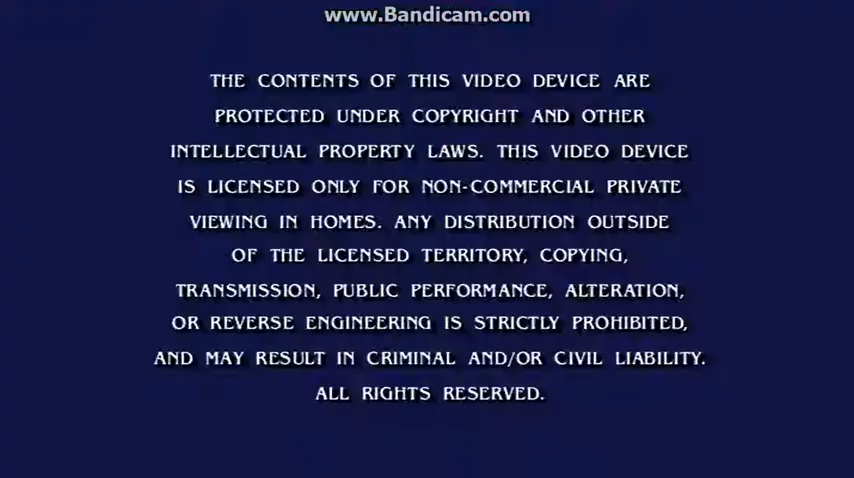 www.Bandicam.com
THE CONTENTS OF THIS VIDEO DEVICE ARE
PROTECTED UNDER COPYRIGHT AND OTHER
INTELLECTUAL PROPERTY LAWS. THIS VIDEO DEVICE
IS LICENSED ONLY FOR NON-COMMERCIAL PRIVATE
VIEWING IN HOMES. ANY DISTRIBUTION OUTSIDE
OF THE LICENSED TERRITORY, COPYING,
TRANSMISSION, PUBLIC PERFORMANCE, ALTERATION,
OR REVERSE ENGINEERING IS STRICTLY PROHIBITED,
AND MAY RESULT IN CRIMINAL AND/OR CIVIL LIABILITY.
ALL RIGHTS RESERVED.